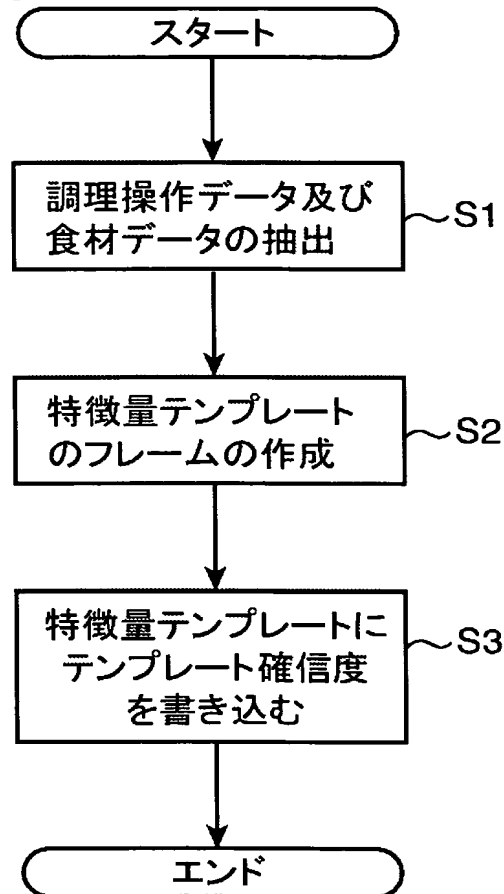 スタート
調理操作データ及び
食材データの抽出
S1
特徴量テンプレート
のフレームの作成
S2
特徴量テンプレートに
テンプレート確信度
を書き込む
S3
エンド